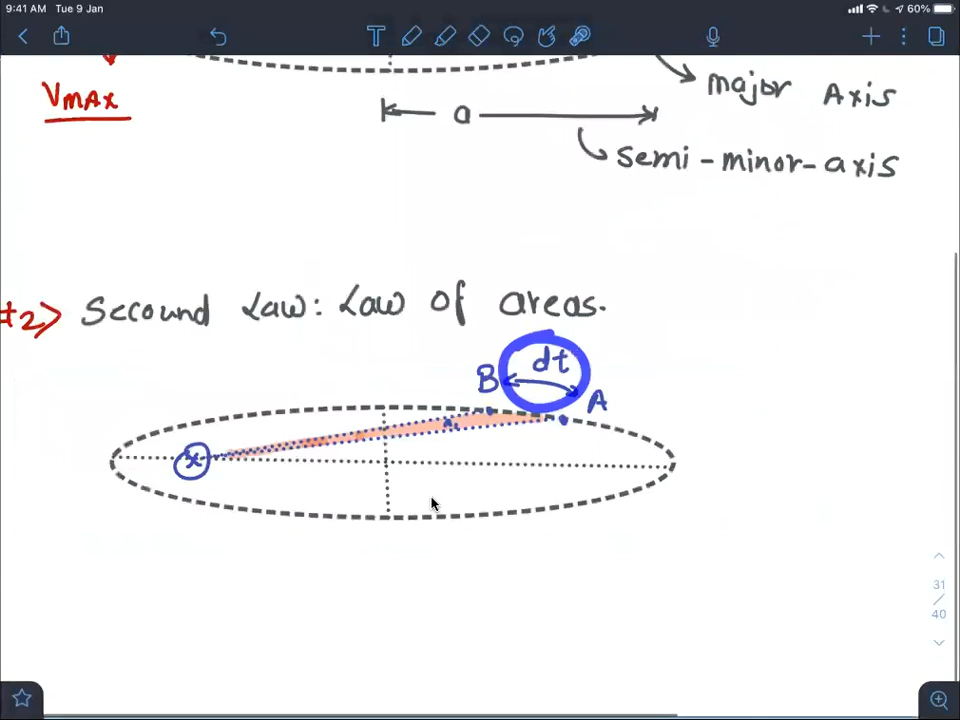 9:41 AM Tue 9 Jan
60%
VMAX
major Axis
a
semi-minor-axis
#2> Secound Law: Law of areas.
dt
B
A
x
31
/
40